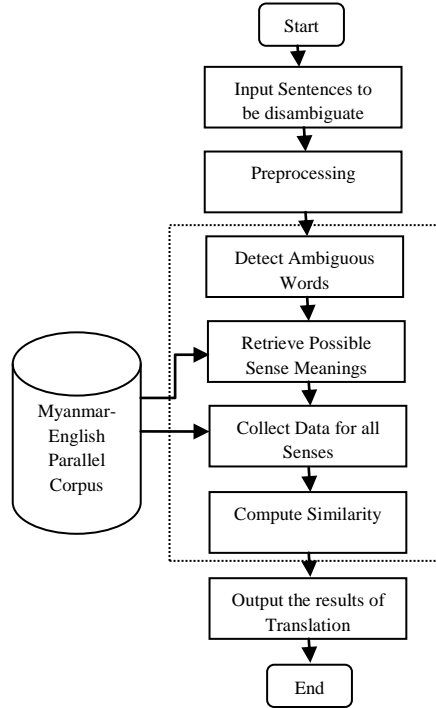 Start
Input Sentences to
be disambiguate
Preprocessing
Detect Ambiguous
Words
Retrieve Possible
Sense Meanings
Myanmar-
English
Parallel
Corpus
Collect Data for all
Senses
Compute Similarity
Output the results of
Translation
End